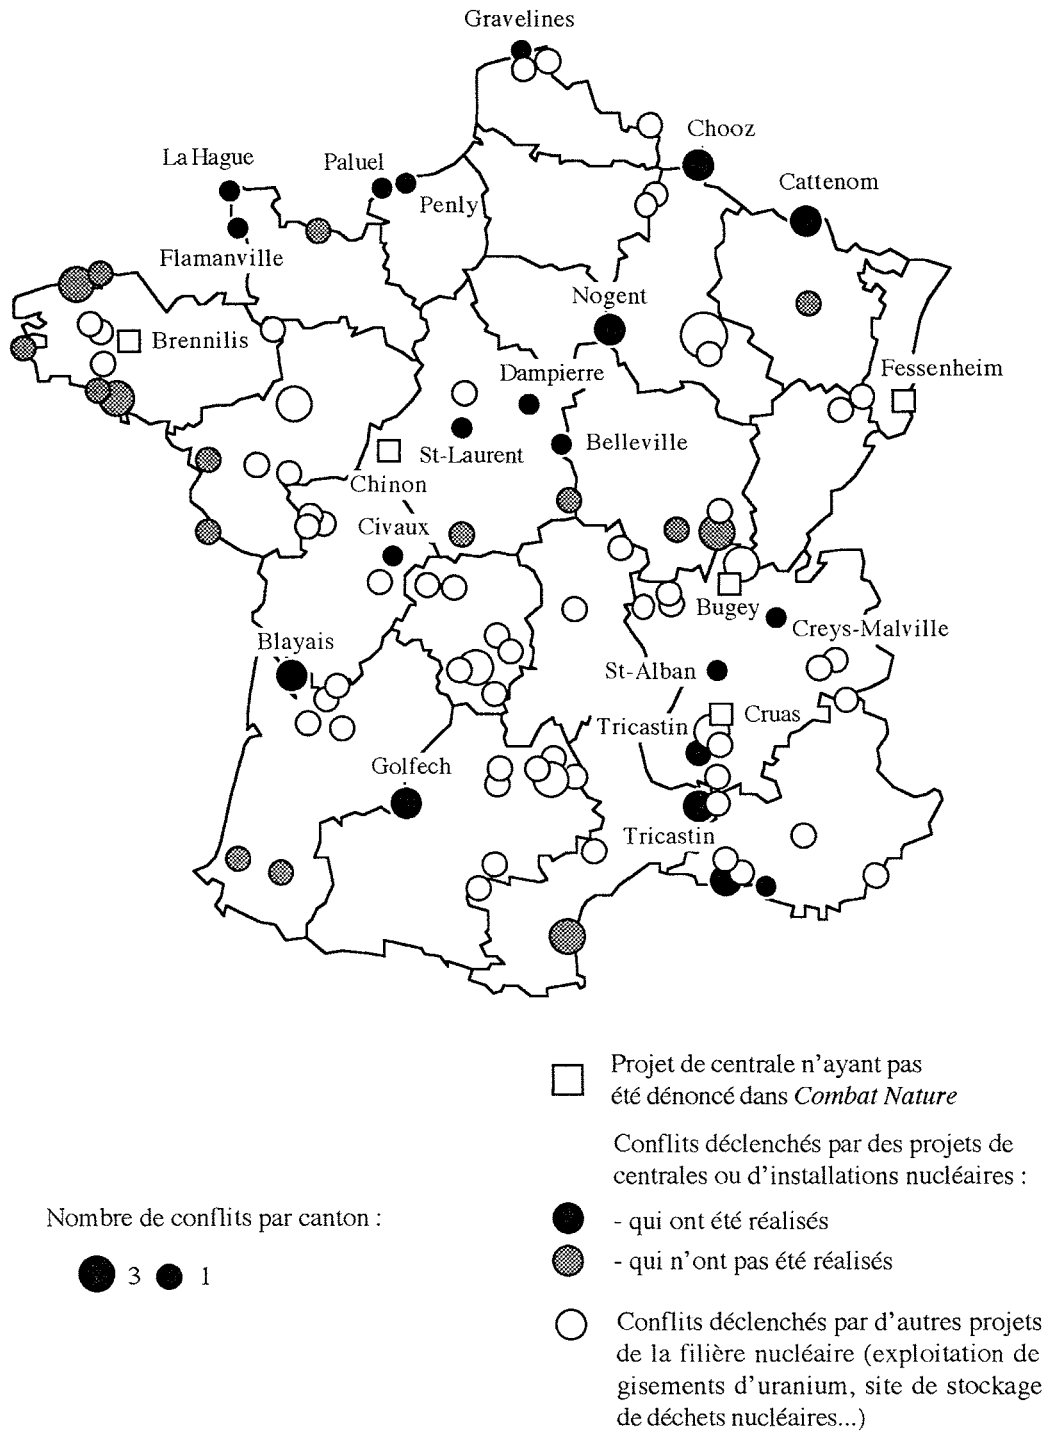 Gravelines
Chooz
La Hague
Paluel
Cattenom
Penly
Flamanville
Nogent
Brennilis
Dampierre
Fessenheim
Belleville
St-Laurent
Chinon
Civaux
Bugey
Creys-Malville
Blayais
St-Alban
Cruas
Tricastin
Golfech
Tricastin
Projet de centrale n'ayant pas
été dénoncé dans Combat Nature
Conflits déclenchés par des projets de
centrales ou d'installations nucléaires :
Nombre de conflits par canton :
- qui ont été réalisés
- qui n'ont pas été réalisés
3 1
Conflits déclenchés par d'autres projets
de la filière nucléaire (exploitation de
gisements d'uranium, site de stockage
de déchets nucléaires...)